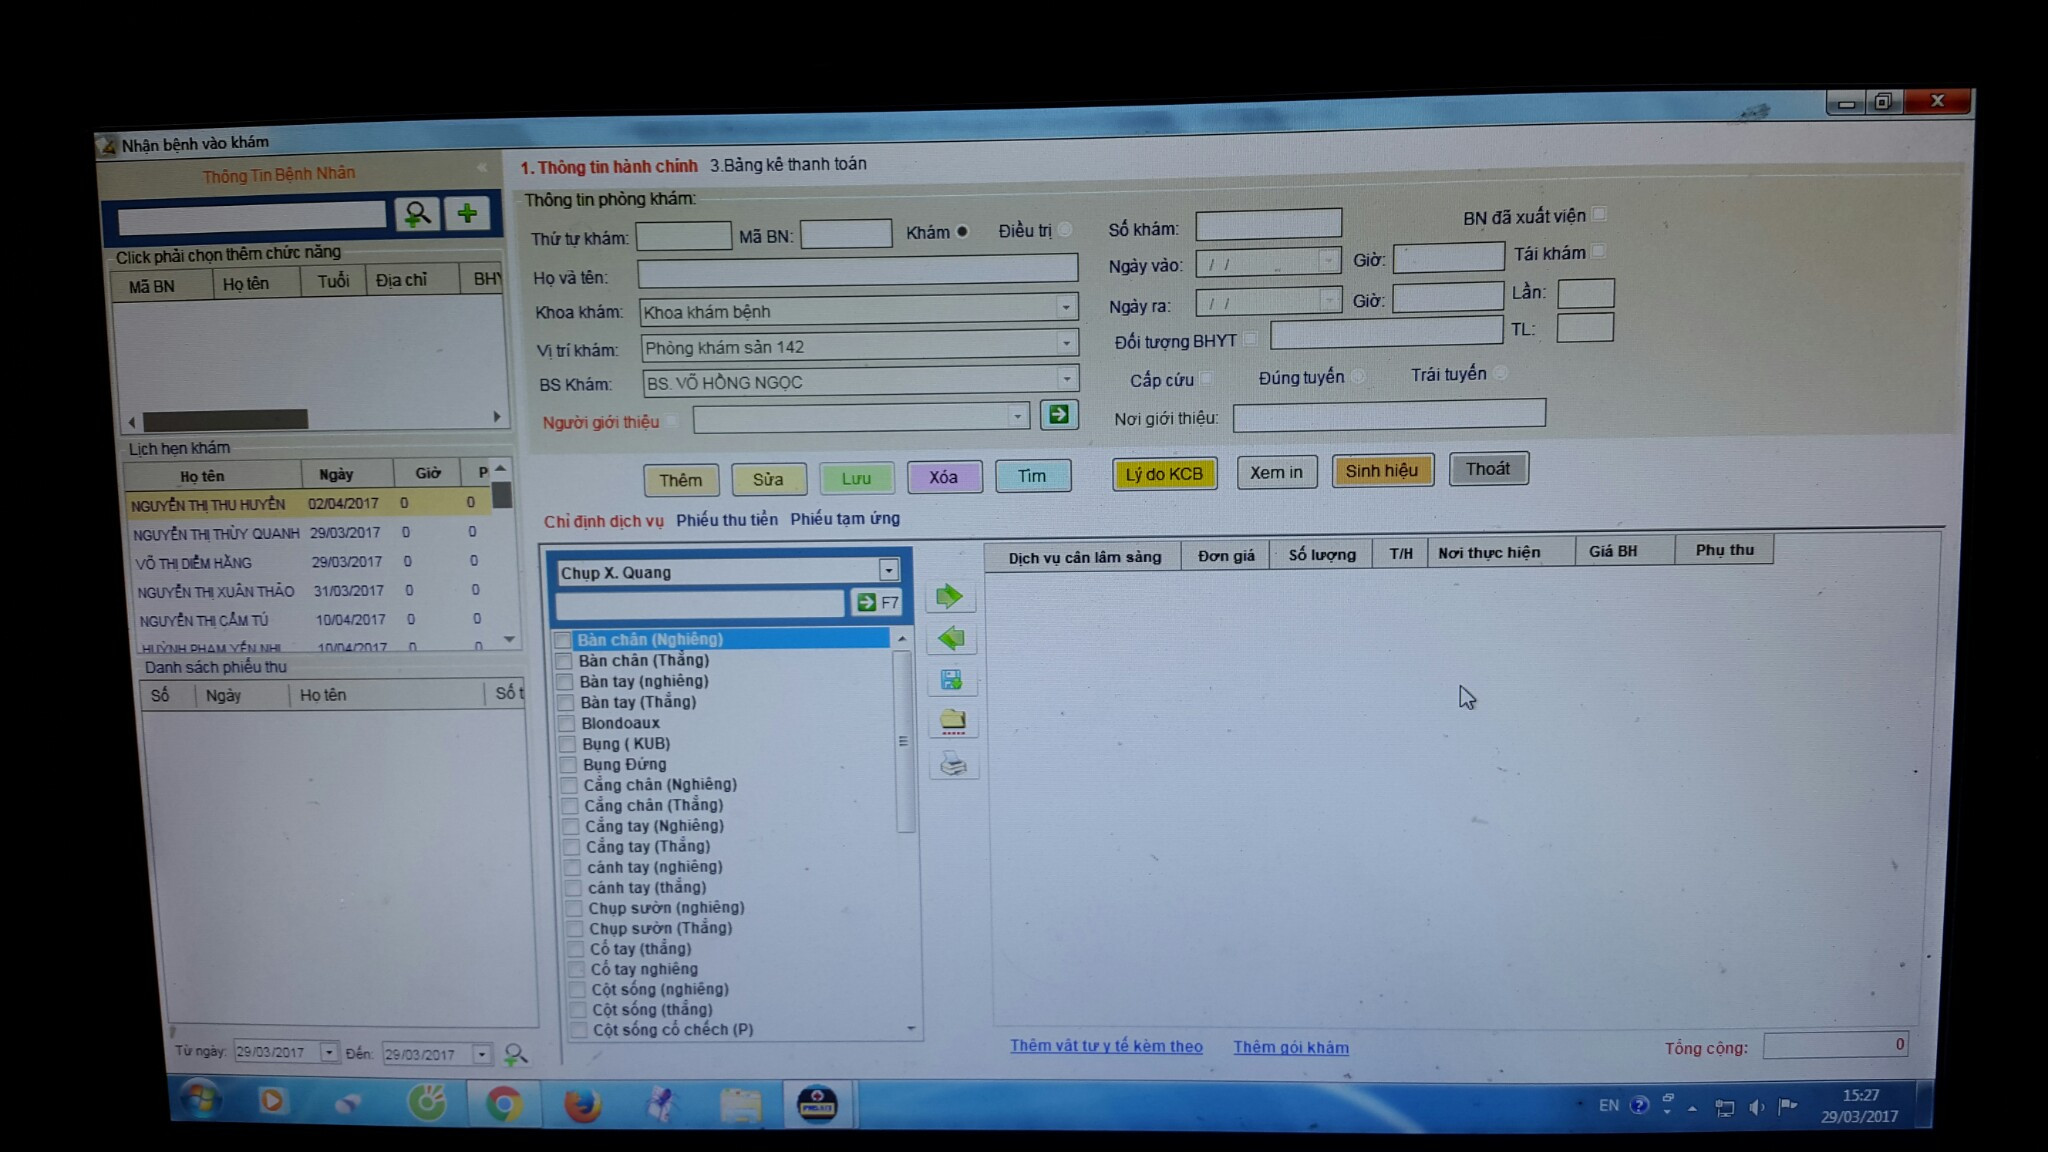 Nhận bệnh vào khám
Thông Tin Bệnh Nhân
Click phải chọn thêm chức năng
Mã BN Họ tên Tuổi Địa chỉ BHY
Lịch hẹn khám
Họ tên Ngày Giờ P
NGUYỄN THỊ THU HUYỀN 02/04/2017 0 0
NGUYỄN THỊ THÙY QUANH 29/03/2017 0 0
VÕ THỊ DIỄM HẰNG 29/03/2017 0 0
NGUYỄN THỊ XUÂN THẢO 31/03/2017 0 0
NGUYỄN THỊ CẨM TÚ 10/04/2017 0 0
HUỲNH PHẠM YẾN NHI 10/04/2017 0 0
Danh sách phiếu thu
Số Ngày Họ tên Số t
Từ ngày: 29/03/2017 Đến: 29/03/2017
1. Thông tin hành chính 3.Bảng kê thanh toán
Thông tin phòng khám:
Thứ tự khám: Mã BN: Khám Điều trị
Họ và tên:
Khoa khám: Khoa khám bệnh
Vị trí khám: Phòng khám sản 142
BS Khám: BS. VÕ HỒNG NGỌC
Người giới thiệu
Số khám: BN đã xuất viện
Ngày vào: / / Giờ: Tái khám
Ngày ra: / / Giờ: Lần:
Đối tượng BHYT TL:
Cấp cứu Đúng tuyến Trái tuyến
Nơi giới thiệu:
Thêm Sửa Lưu Xóa Tìm Lý do KCB Xem in Sinh hiệu Thoát
Chỉ định dịch vụ Phiếu thu tiền Phiếu tạm ứng
Chụp X. Quang
F7
Bàn chân (Nghiêng)
Bàn chân (Thẳng)
Bàn tay (nghiêng)
Bàn tay (Thẳng)
Blondoaux
Bụng ( KUB)
Bụng Đứng
Cẳng chân (Nghiêng)
Cẳng chân (Thẳng)
Cẳng tay (Nghiêng)
Cẳng tay (Thẳng)
cánh tay (nghiêng)
cánh tay (thẳng)
Chụp sườn (nghiêng)
Chụp sườn (Thẳng)
Cổ tay (thẳng)
Cổ tay nghiêng
Cột sống (nghiêng)
Cột sống (thẳng)
Cột sống cổ chếch (P)
Dịch vụ cận lâm sàng Đơn giá Số lượng T/H Nơi thực hiện Giá BH Phụ thu
Thêm vật tư y tế kèm theo Thêm gói khám
Tổng cộng: 0
EN
15:27
29/03/2017